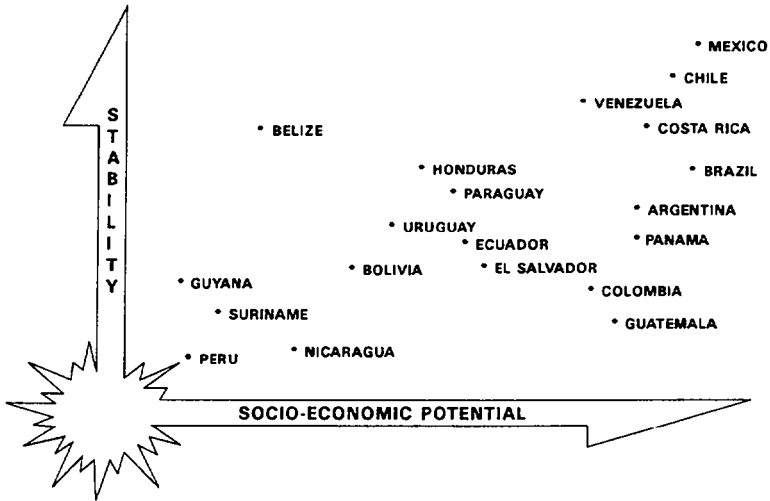 MEXICO
CHILE
VENEZUELA
COSTA RICA
BELIZE
HONDURAS
BRAZIL
PARAGUAY
ARGENTINA
URUGUAY
PANAMA
ECUADOR
BOLIVIA
EL SALVADOR
GUYANA
COLOMBIA
SURINAME
GUATEMALA
NICARAGUA
PERU
STABILITY
SOCIO-ECONOMIC POTENTIAL